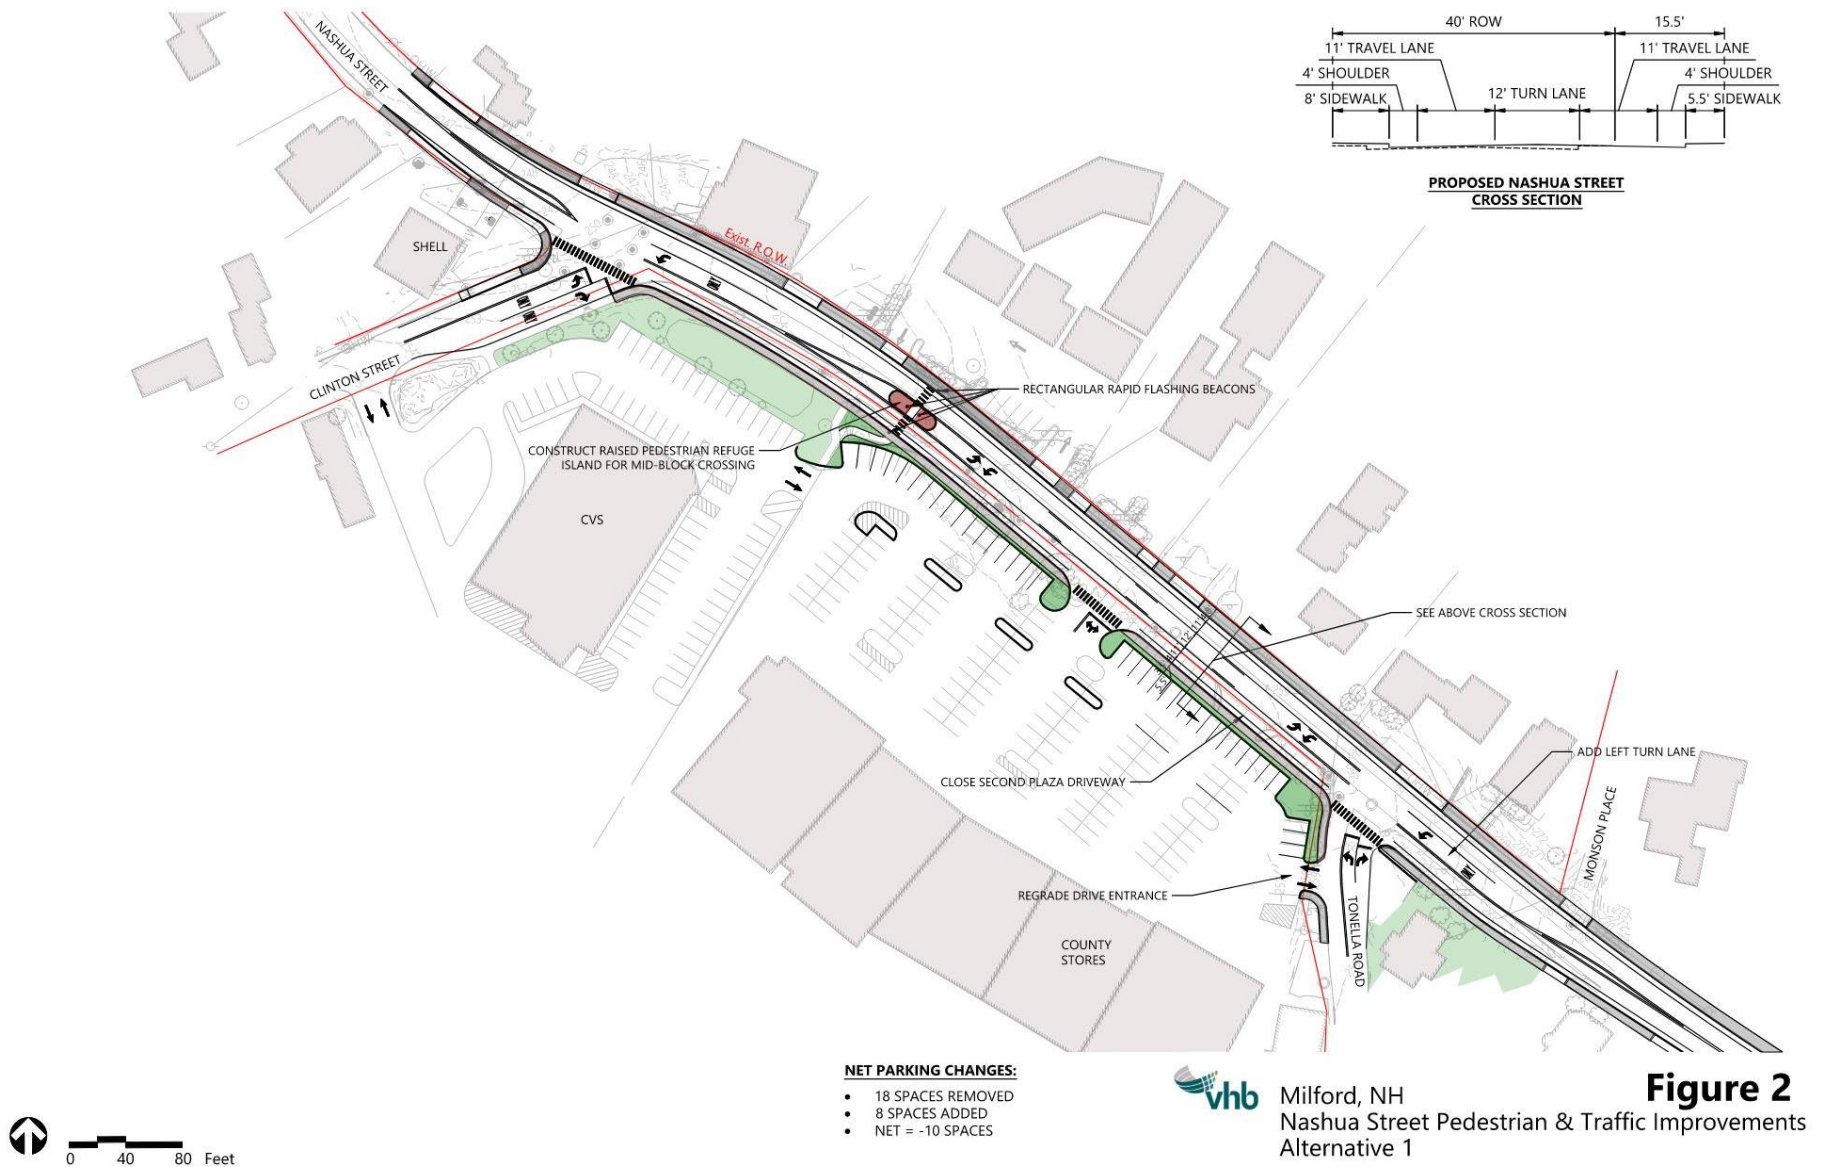 40' ROW
15.5'
11' TRAVEL LANE
11' TRAVEL LANE
4' SHOULDER
4' SHOULDER
12' TURN LANE
8' SIDEWALK
5.5' SIDEWALK
PROPOSED NASHUA STREET
CROSS SECTION
NASHUA STREET
SHELL
Exist. R.O.W.
CLINTON STREET
RECTANGULAR RAPID FLASHING BEACONS
CONSTRUCT RAISED PEDESTRIAN REFUGE
ISLAND FOR MID-BLOCK CROSSING
CVS
SEE ABOVE CROSS SECTION
ADD LEFT TURN LANE
CLOSE SECOND PLAZA DRIVEWAY
MONSON PLACE
REGRADE DRIVE ENTRANCE
TONELLA ROAD
COUNTY
STORES
NET PARKING CHANGES:
• 18 SPACES REMOVED
• 8 SPACES ADDED
• NET = -10 SPACES
vhb
Figure 2
Milford, NH
Nashua Street Pedestrian & Traffic Improvements
Alternative 1
0 40 80 Feet